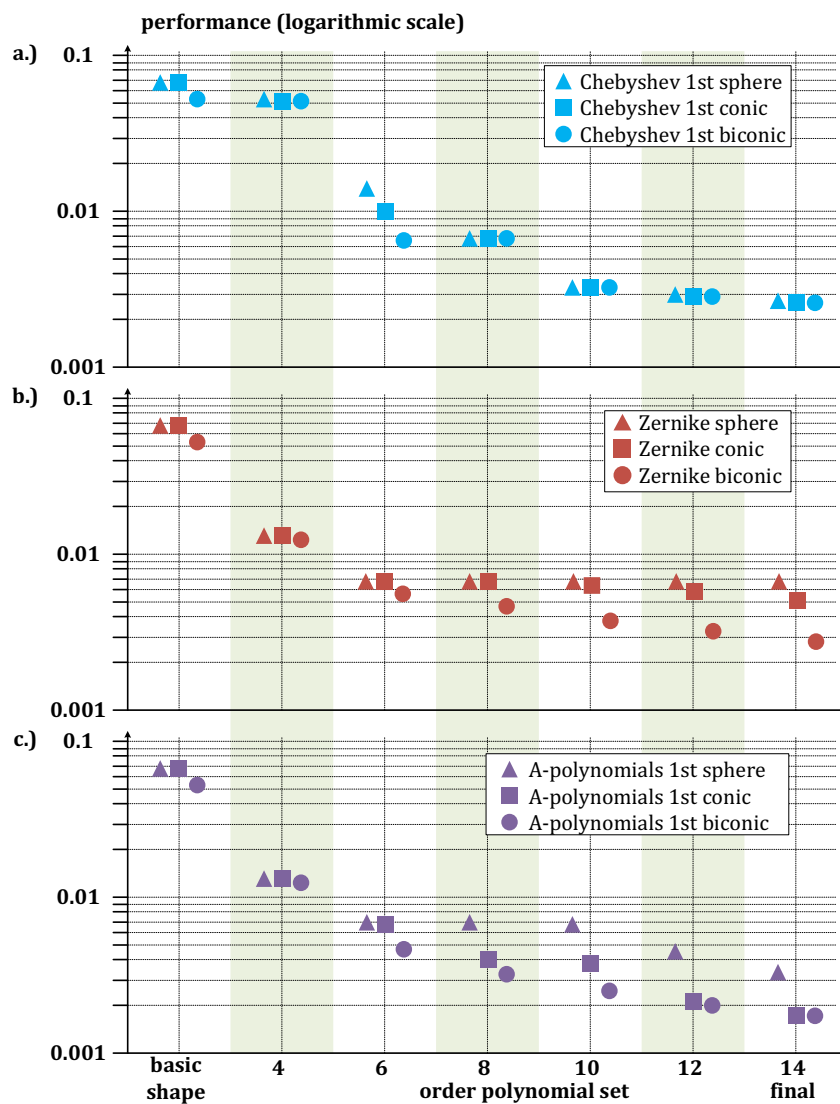 performance (logarithmic scale)
a.)
0.1
Chebyshev 1st sphere
Chebyshev 1st conic
Chebyshev 1st biconic
0.01
0.001
b.)
0.1
Zernike sphere
Zernike conic
Zernike biconic
0.01
0.001
c.)
0.1
A-polynomials 1st sphere
A-polynomials 1st conic
A-polynomials 1st biconic
0.01
0.001
basic shape 4 6 8 10 12 14
order polynomial set final